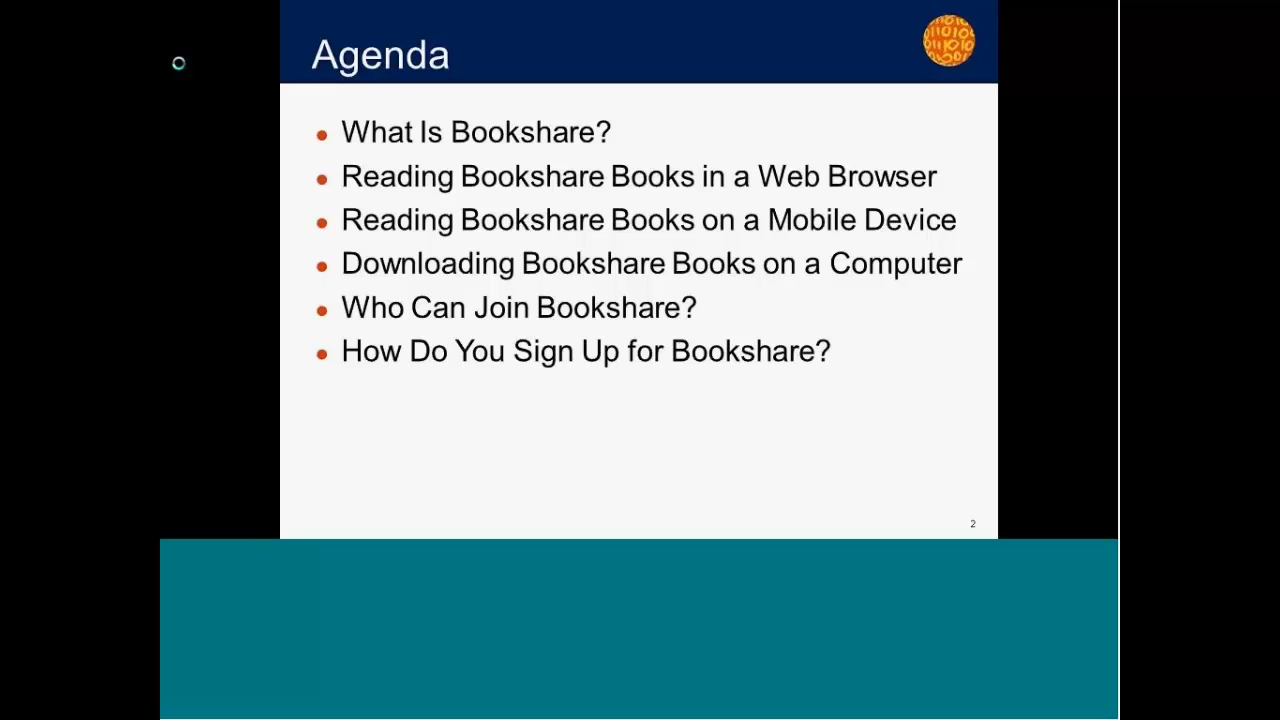 Agenda
• What Is Bookshare?
• Reading Bookshare Books in a Web Browser
• Reading Bookshare Books on a Mobile Device
• Downloading Bookshare Books on a Computer
• Who Can Join Bookshare?
• How Do You Sign Up for Bookshare?
2